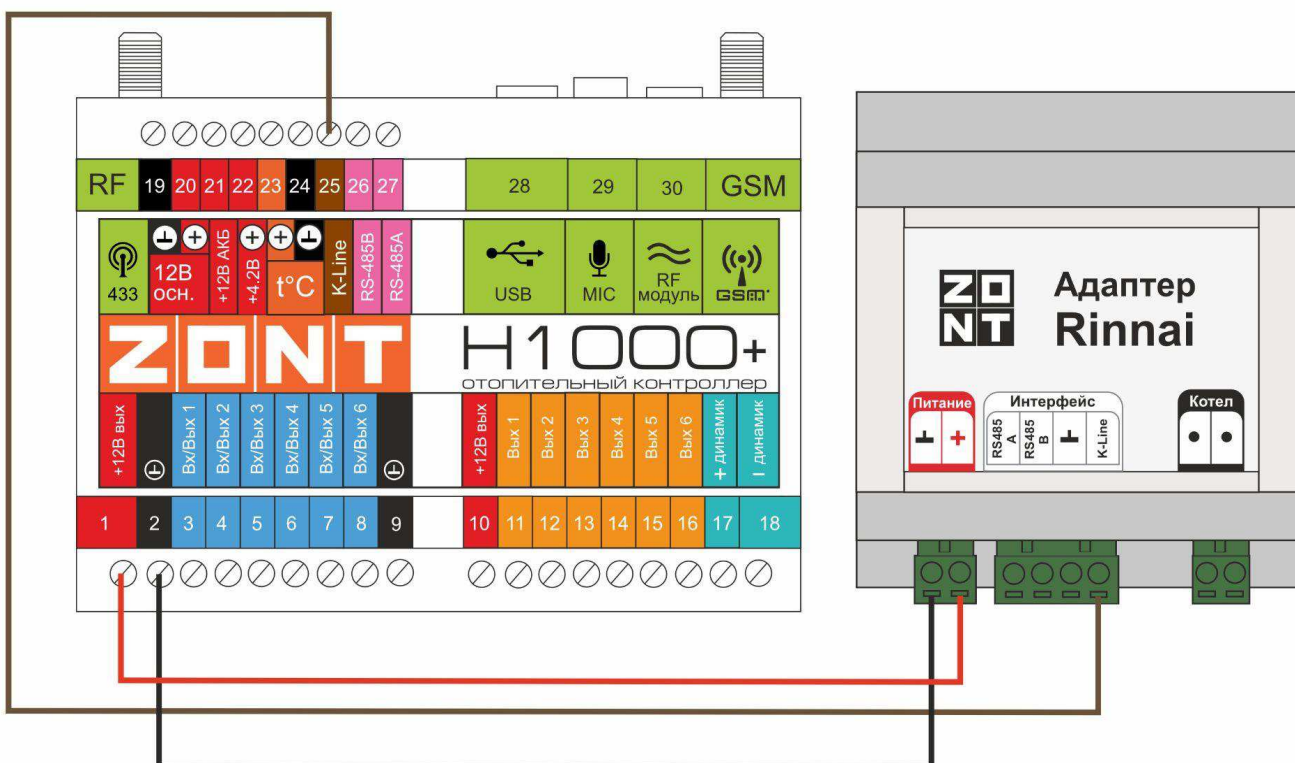 RF 19 20 21 22 23 24 25 26 27 28 29 30 GSM
433
12В
осн.
+12В АКБ
+4.2В
t°C
K-Line
RS-485B
RS-485A
USB
MIC
RF
модуль
GSM
ZONT
H1000+
отопительный контроллер
+12В вых
Вх/Вых 1
Вх/Вых 2
Вх/Вых 3
Вх/Вых 4
Вх/Вых 5
Вх/Вых 6
+12В вых
Вых 1
Вых 2
Вых 3
Вых 4
Вых 5
Вых 6
+ динамик
– динамик
1 2 3 4 5 6 7 8 9 10 11 12 13 14 15 16 17 18
ZO
NT
Адаптер
Rinnai
Питание
Интерфейс
RS485
A
RS485
B
K-Line
Котел